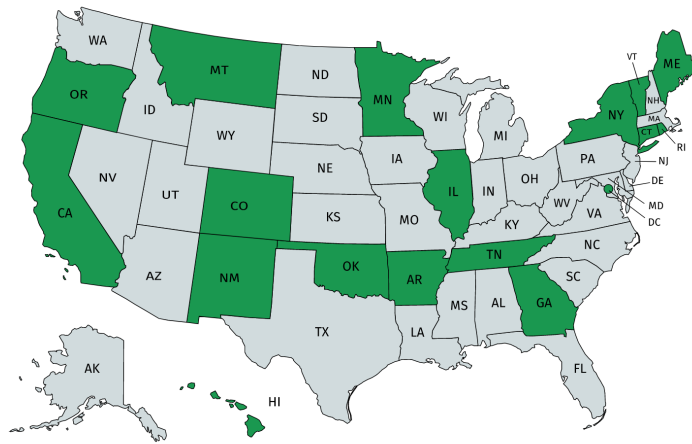 WA
MT
ND
MN
VT
ME
OR
ID
SD
WI
MI
NY
NH
MA
CT
RI
WY
NE
IA
PA
NJ
NV
UT
CO
KS
MO
IL
IN
OH
WV
VA
DE
MD
DC
CA
KY
NC
AZ
NM
OK
AR
TN
SC
TX
LA
MS
AL
GA
FL
AK
HI